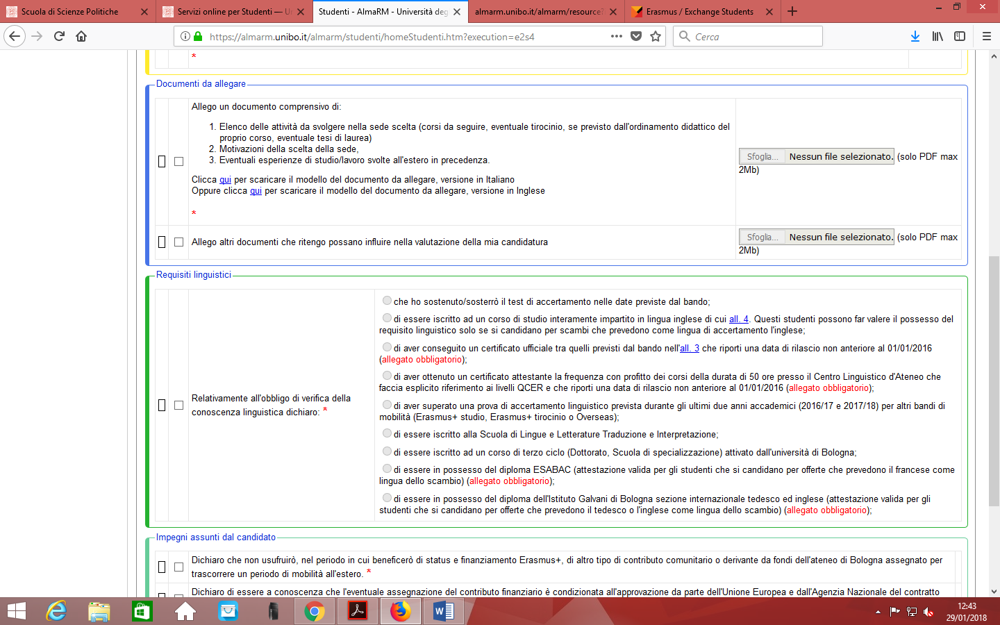 Scuola di Scienze Politiche
Servizi online per Studenti — U
Studenti - AlmaRM - Università deg
almarm.unibo.it/almarm/resource
Erasmus / Exchange Students
https://almarm.unibo.it/almarm/studenti/homeStudenti.htm?execution=e2s4
Cerca
*
Documenti da allegare
Allego un documento comprensivo di:
1. Elenco delle attività da svolgere nella sede scelta (corsi da seguire, eventuale tirocinio, se previsto dall'ordinamento didattico del
proprio corso, eventuale tesi di laurea)
2. Motivazioni della scelta della sede,
3. Eventuali esperienze di studio/lavoro svolte all'estero in precedenza.
Clicca qui per scaricare il modello del documento da allegare, versione in Italiano
Oppure clicca qui per scaricare il modello del documento da allegare, versione in Inglese
*
Sfoglia... Nessun file selezionato. (solo PDF max
2Mb)
Allego altri documenti che ritengo possano influire nella valutazione della mia candidatura
Sfoglia... Nessun file selezionato. (solo PDF max
2Mb)
Requisiti linguistici
Relativamente all'obbligo di verifica della
conoscenza linguistica dichiaro: *
che ho sostenuto/sosterrò il test di accertamento nelle date previste dal bando;
di essere iscritto ad un corso di studio interamente impartito in lingua inglese di cui all. 4. Questi studenti possono far valere il possesso del
requisito linguistico solo se si candidano per scambi che prevedono come lingua di accertamento l'inglese;
di aver conseguito un certificato ufficiale tra quelli previsti dal bando nell'all. 3 che riporti una data di rilascio non anteriore al 01/01/2016
(allegato obbligatorio);
di aver ottenuto un certificato attestante la frequenza con profitto dei corsi della durata di 50 ore presso il Centro Linguistico d'Ateneo che
faccia esplicito riferimento ai livelli QCER e che riporti una data di rilascio non anteriore al 01/01/2016 (allegato obbligatorio);
di aver superato una prova di accertamento linguistico prevista durante gli ultimi due anni accademici (2016/17 e 2017/18) per altri bandi di
mobilità (Erasmus+ studio, Erasmus+ tirocinio o Overseas);
di essere iscritto alla Scuola di Lingue e Letterature Traduzione e Interpretazione;
di essere iscritto ad un corso di terzo ciclo (Dottorato, Scuola di specializzazione) attivato dall'università di Bologna;
di essere in possesso del diploma ESABAC (attestazione valida per gli studenti che si candidano per offerte che prevedono il francese come
lingua dello scambio) (allegato obbligatorio);
di essere in possesso del diploma dell'Istituto Galvani di Bologna sezione internazionale tedesco ed inglese (attestazione valida per gli
studenti che si candidano per offerte che prevedono il tedesco o l'inglese come lingua dello scambio) (allegato obbligatorio);
Impegni assunti dal candidato
Dichiaro che non usufruirò, nel periodo in cui beneficerò di status e finanziamento Erasmus+, di altro tipo di contributo comunitario o derivante da fondi dell'ateneo di Bologna assegnato per
trascorrere un periodo di mobilità all'estero. *
Dichiaro di essere a conoscenza che l'eventuale assegnazione del contributo finanziario è condizionata all'approvazione da parte dell'Unione Europea e dall'Agenzia Nazionale del contratto
12:43
29/01/2018